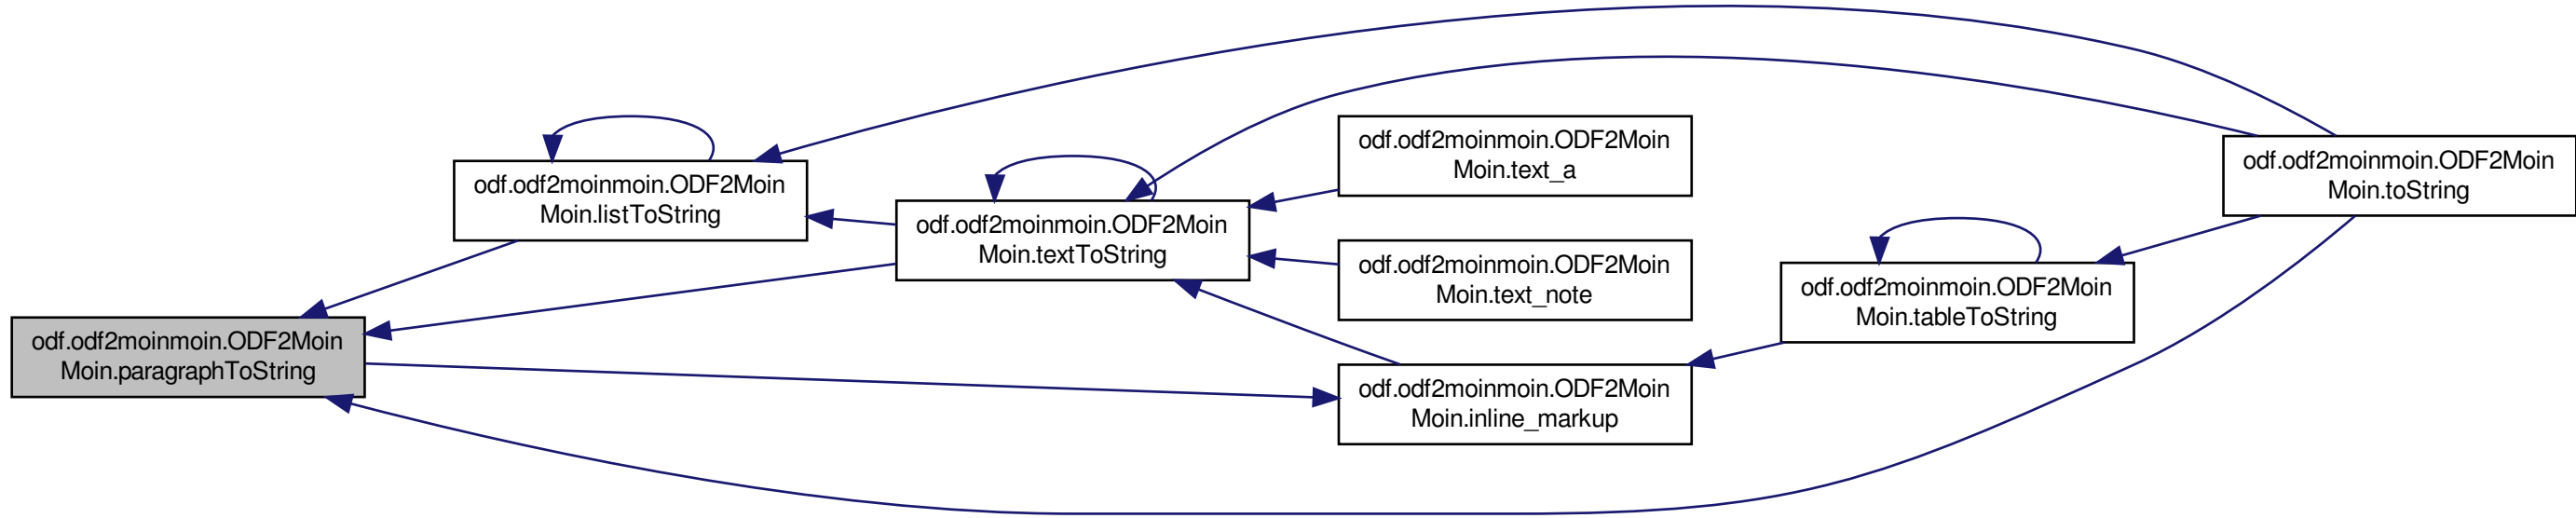 odf.odf2moinmoin.ODF2Moin
Moin.paragraphToString
odf.odf2moinmoin.ODF2Moin
Moin.listToString
odf.odf2moinmoin.ODF2Moin
Moin.textToString
odf.odf2moinmoin.ODF2Moin
Moin.text_a
odf.odf2moinmoin.ODF2Moin
Moin.text_note
odf.odf2moinmoin.ODF2Moin
Moin.inline_markup
odf.odf2moinmoin.ODF2Moin
Moin.tableToString
odf.odf2moinmoin.ODF2Moin
Moin.toString